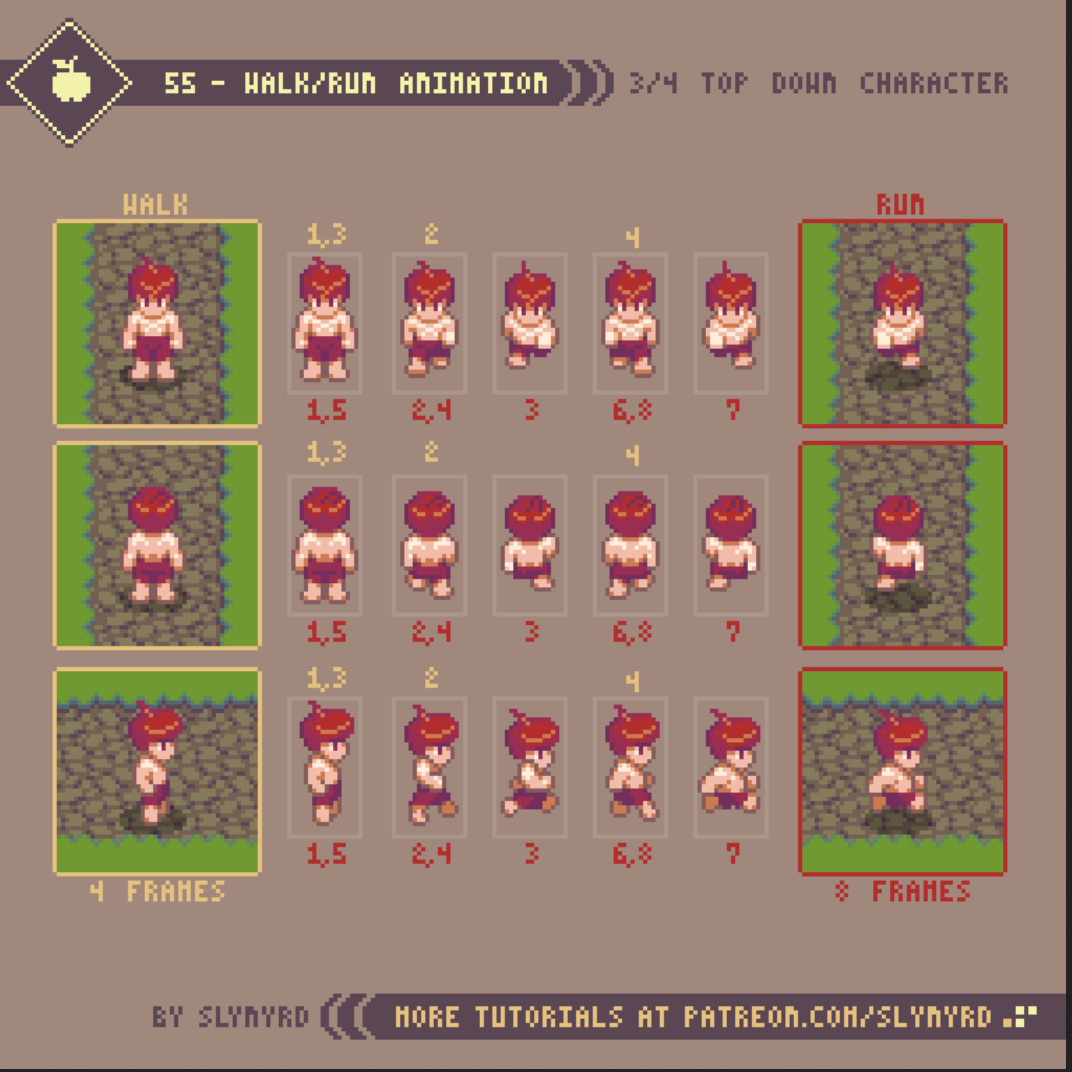 55 - WALK/RUN ANIMATION 3/4 TOP DOWN CHARACTER
WALK
RUN
1,3 2 4
1,5 2,4 3 6,8 7
1,3 2 4
1,5 2,4 3 6,8 7
1,3 2 4
1,5 2,4 3 6,8 7
4 FRAMES
8 FRAMES
BY SLYNYRD MORE TUTORIALS AT PATREON.COM/SLYNYRD